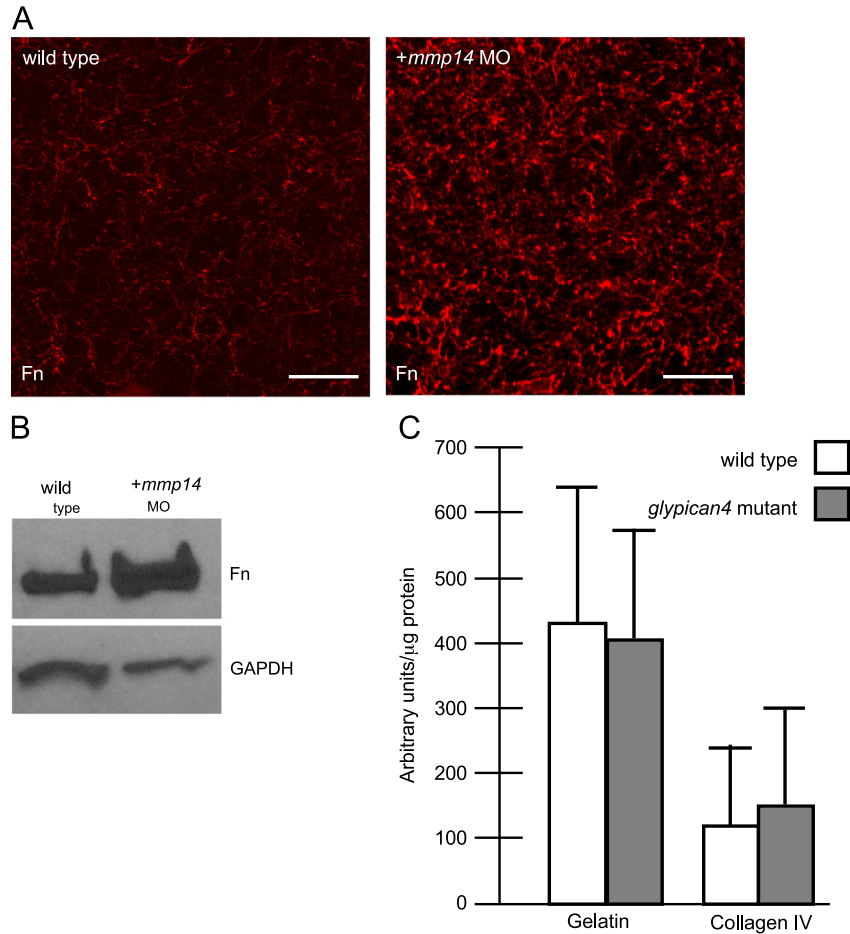 A
wild type
+mmp14 MO
Fn
Fn
B
wild
type
+mmp14
MO
Fn
GAPDH
C
700
600
500
400
300
200
100
0
Arbitrary units/μg protein
wild type
glypican4 mutant
Gelatin
Collagen IV